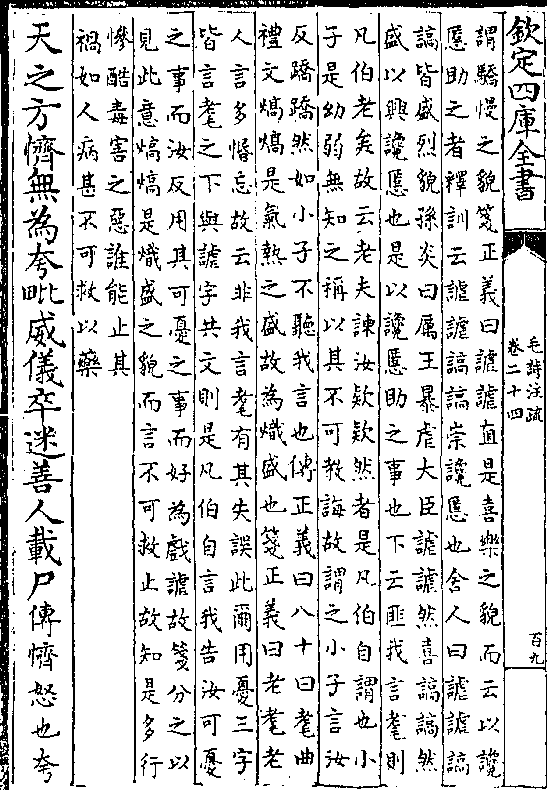 欽定四庫全書
毛詩注疏
卷二十四
百九
謂驕慢之貌箋正義曰謔謔直是喜樂之貌而云以讒
慝助之者釋訓云謔謔謞謞崇讒慝也舍人曰謔謔謞
謞皆盛烈貌孫炎曰厲王暴虐大臣謔謔然喜謞謞然
盛以興讒慝也是以讒慝助之事也下云匪我言耄則
凡伯老矣故云老夫諫汝欵欵然者是凡伯自謂也小
子是幼弱無知之稱以其不可教誨故謂之小子言汝
反蹻蹻然如小子不聽我言也傳正義曰八十曰耄曲
禮文熇熇是氣熱之盛故為熾盛也箋正義曰老耄老
人言多惛忘故云非我言耄有其失誤此爾用憂三字
皆言耄之下與謔字共文則是凡伯自言我告汝可憂
之事而汝反用其可憂之事而好為戲謔故箋分之以
見此意熇熇是熾盛之貌而言不可救止故知是多行
慘酷毒害之惡誰能止其
禍如人病甚不可救以藥
天之方懠無為夸毗威儀卒迷善人載尸傳懠怒也夸